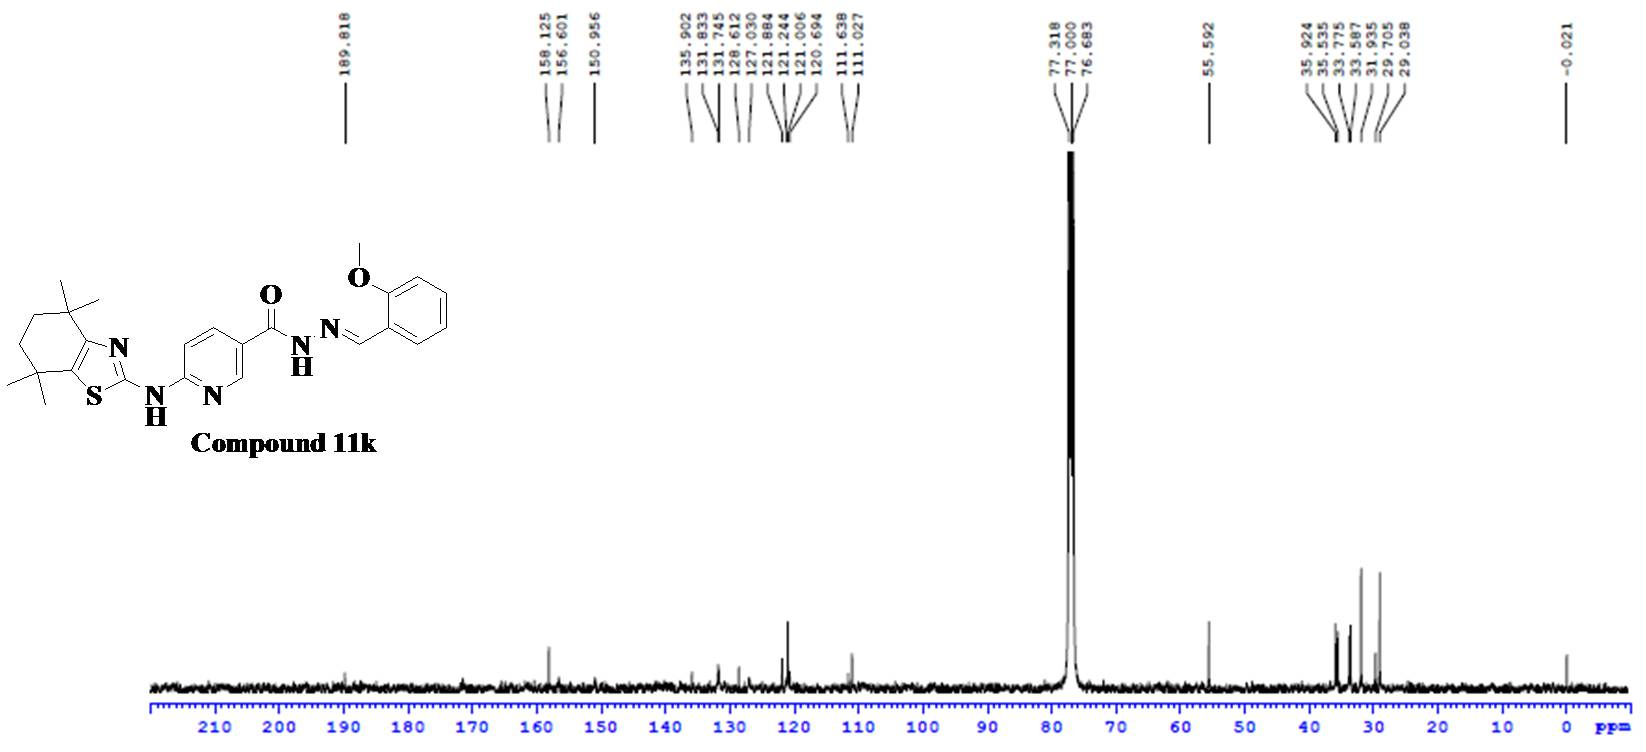 189.818
158.125
156.601
150.956
135.902
131.833
131.745
128.612
127.030
121.884
121.244
121.006
120.694
111.638
111.027
77.318
77.000
76.683
55.592
35.924
35.535
33.775
33.587
31.935
29.705
29.038
-0.021
O
O
N
N
H
N
S
N
H
N
Compound 11k
210 200 190 180 170 160 150 140 130 120 110 100 90 80 70 60 50 40 30 20 10 0 ppm